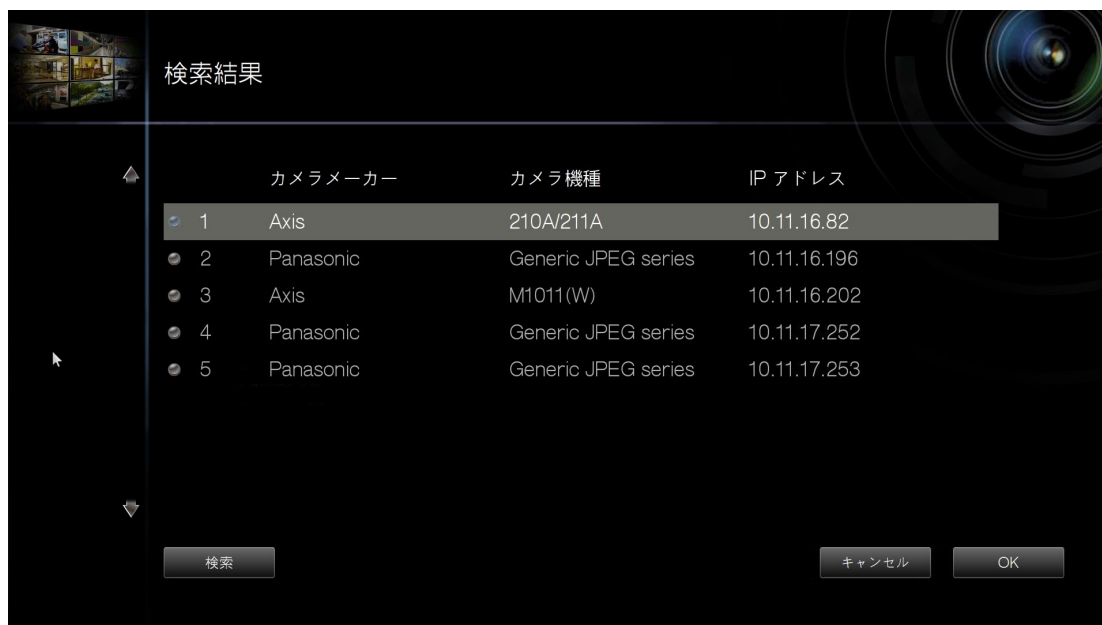 検索結果
カメラメーカー カメラ機種 IP アドレス
1 Axis 210A/211A 10.11.16.82
2 Panasonic Generic JPEG series 10.11.16.196
3 Axis M1011(W) 10.11.16.202
4 Panasonic Generic JPEG series 10.11.17.252
5 Panasonic Generic JPEG series 10.11.17.253
検索 キャンセル OK